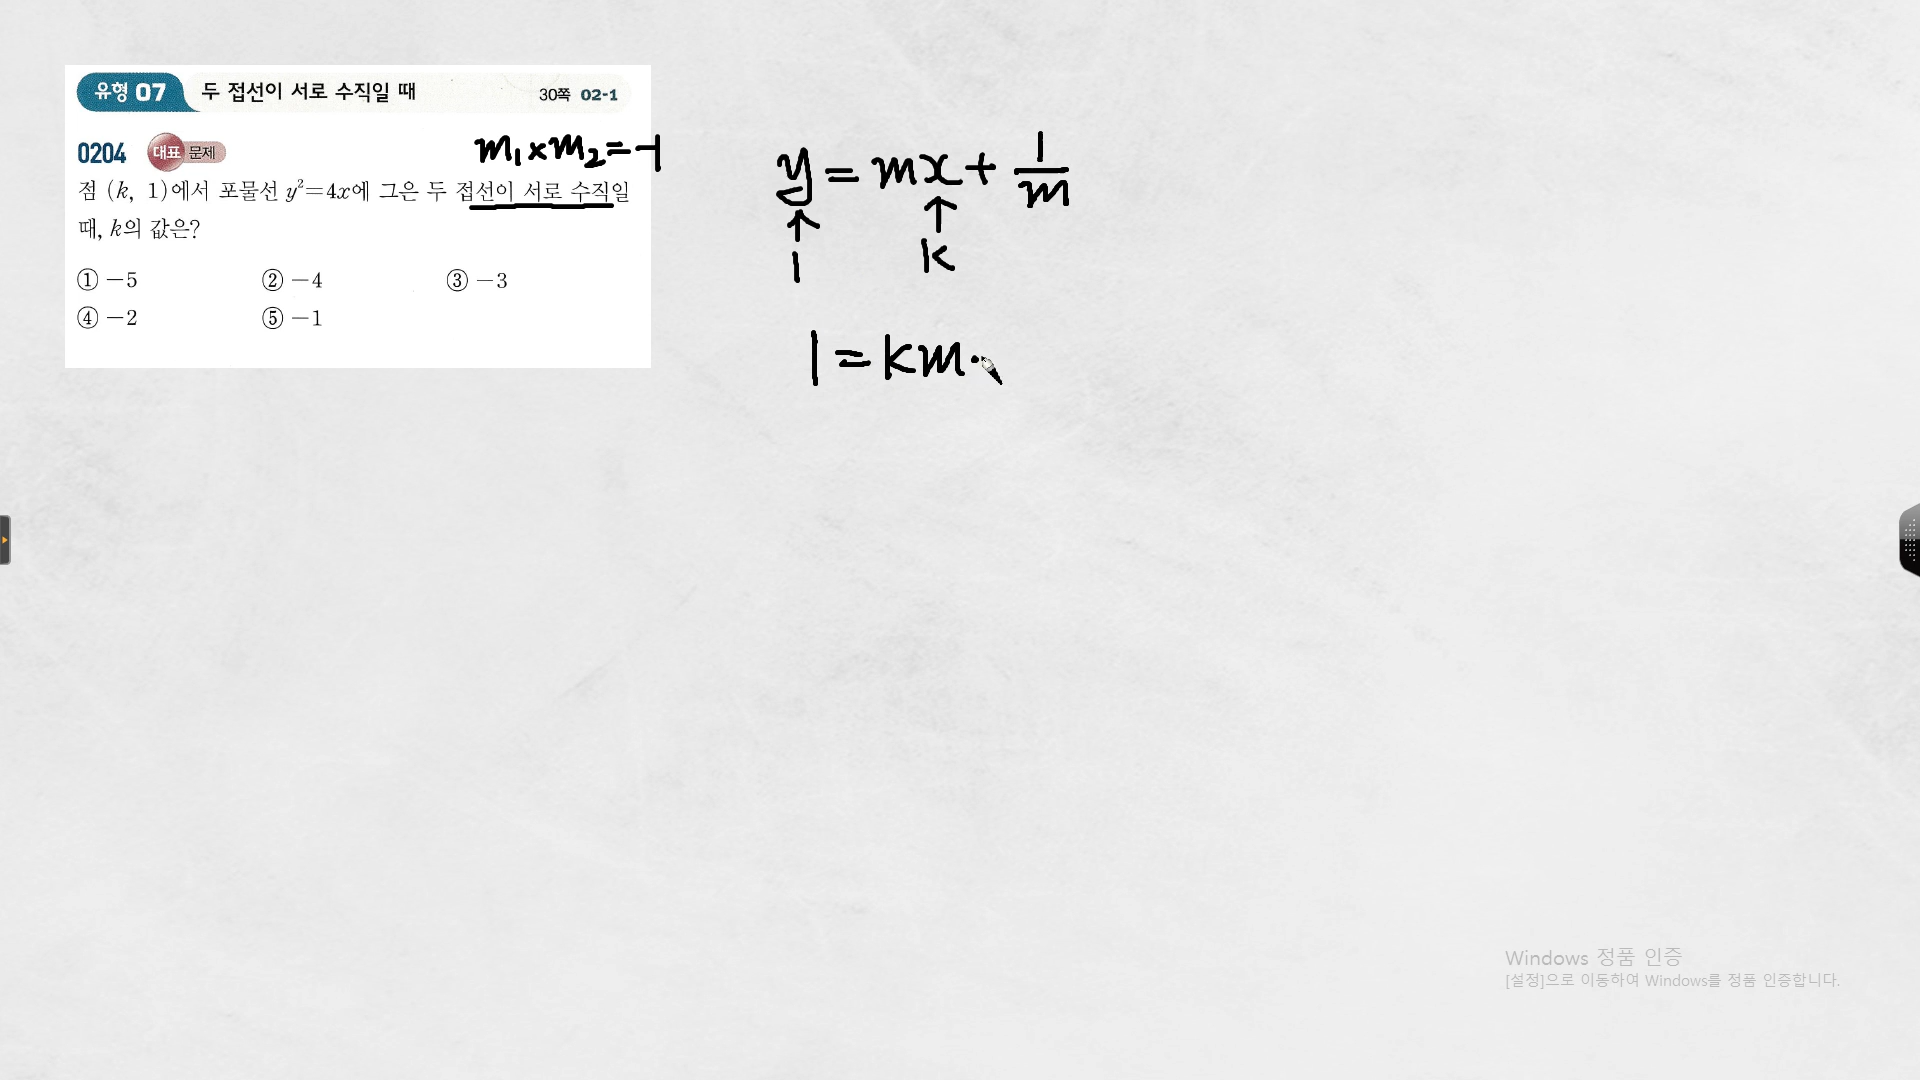 유형 07 두 접선이 서로 수직일 때 30쪽 02-1
0204 대표 문제
m₁×m₂=-1
점 (k, 1)에서 포물선 y²=4x에 그은 두 접선이 서로 수직일
때, k의 값은?
① -5 ② -4 ③ -3
④ -2 ⑤ -1
y = mx + 1/m
↑ ↑
1 k
1 = km
Windows 정품 인증
[설정]으로 이동하여 Windows를 정품 인증합니다.